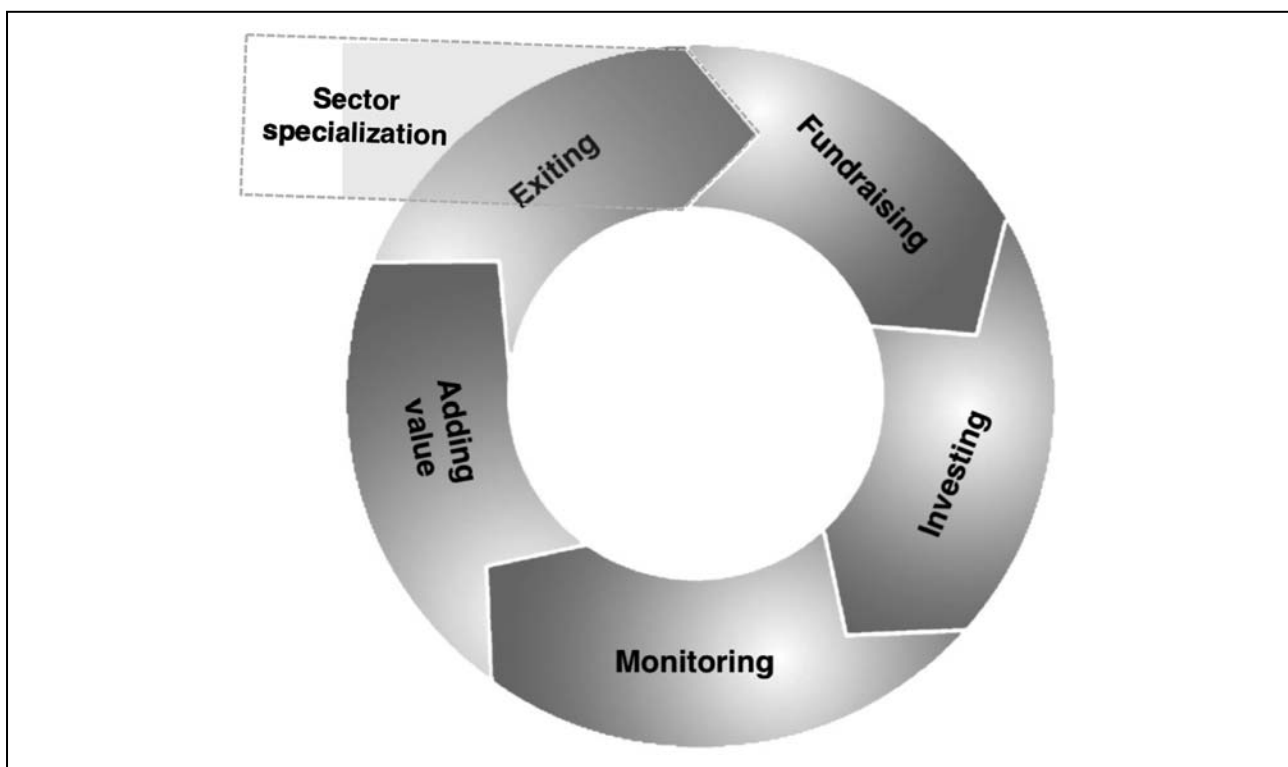 Sector
specialization
Exiting
Fundraising
Investing
Monitoring
Adding
value